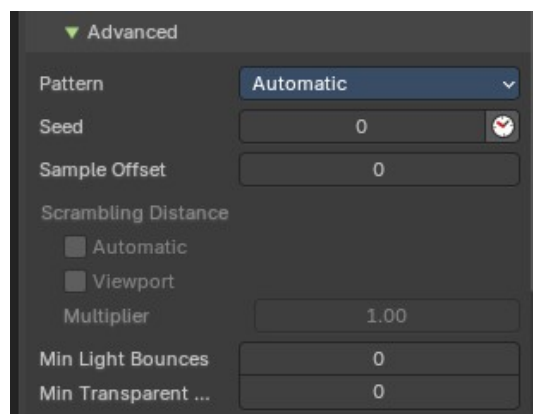 Advanced
Pattern Automatic
Seed 0
Sample Offset 0
Scrambling Distance
Automatic
Viewport
Multiplier 1.00
Min Light Bounces 0
Min Transparent ... 0